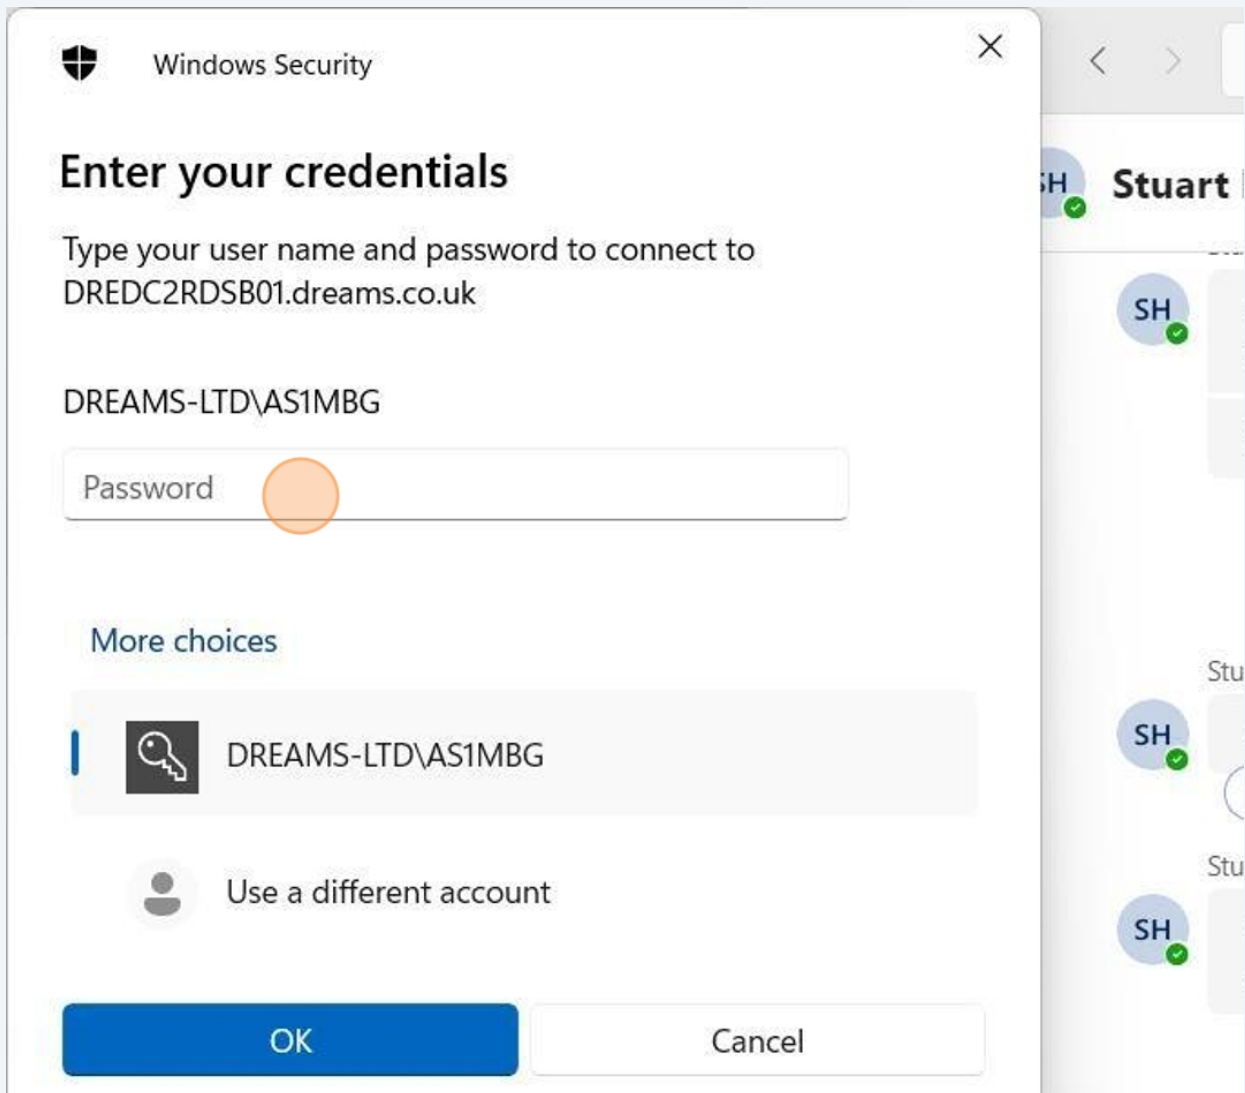 Windows Security
Enter your credentials
Type your user name and password to connect to
DREDC2RDSB01.dreams.co.uk
DREAMS-LTD\AS1MBG
Password
More choices
DREAMS-LTD\AS1MBG
Use a different account
OK
Cancel
SH
Stuart
SH
Stu
SH
Stu
SH